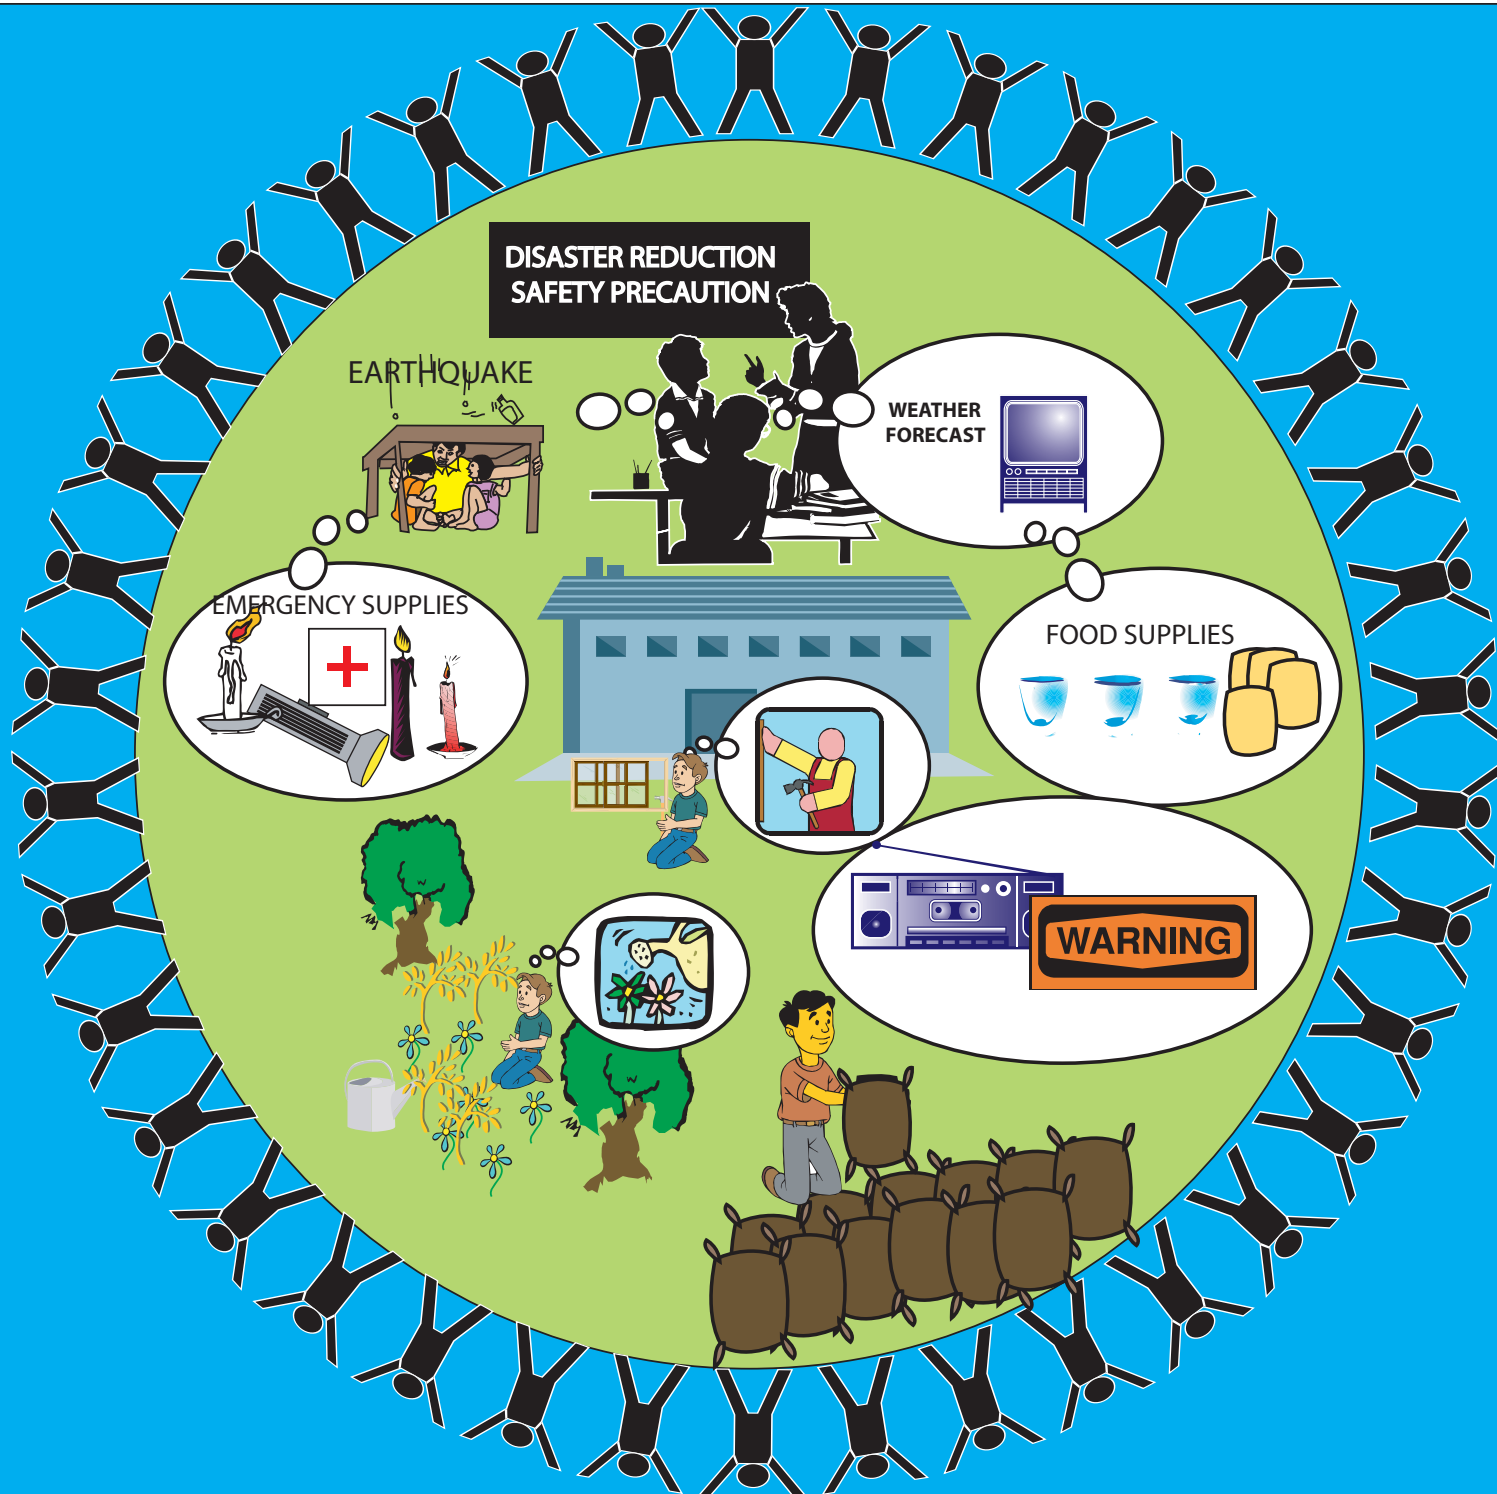 DISASTER REDUCTION
SAFETY PRECAUTION
EARTHQUAKE
WEATHER
FORECAST
EMERGENCY SUPPLIES
FOOD SUPPLIES
WARNING